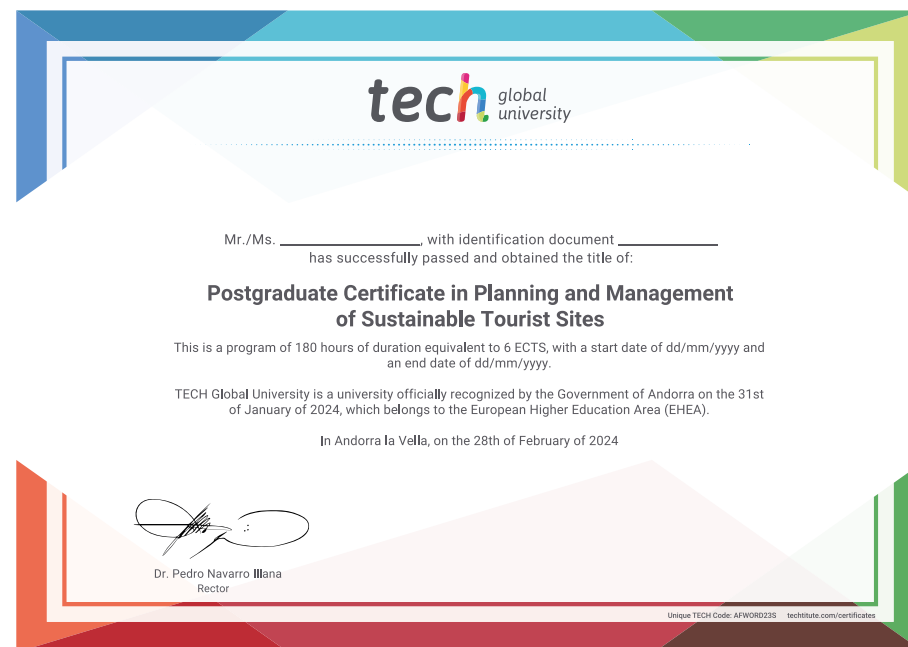 tech global university
Mr./Ms. ____________________, with identification document ______________
has successfully passed and obtained the title of:
Postgraduate Certificate in Planning and Management
of Sustainable Tourist Sites
This is a program of 180 hours of duration equivalent to 6 ECTS, with a start date of dd/mm/yyyy and
an end date of dd/mm/yyyy.
TECH Global University is a university officially recognized by the Government of Andorra on the 31st
of January of 2024, which belongs to the European Higher Education Area (EHEA).
In Andorra la Vella, on the 28th of February of 2024
Dr. Pedro Navarro Illana
Rector
Unique TECH Code: AFWORD23S techtitute.com/certificates